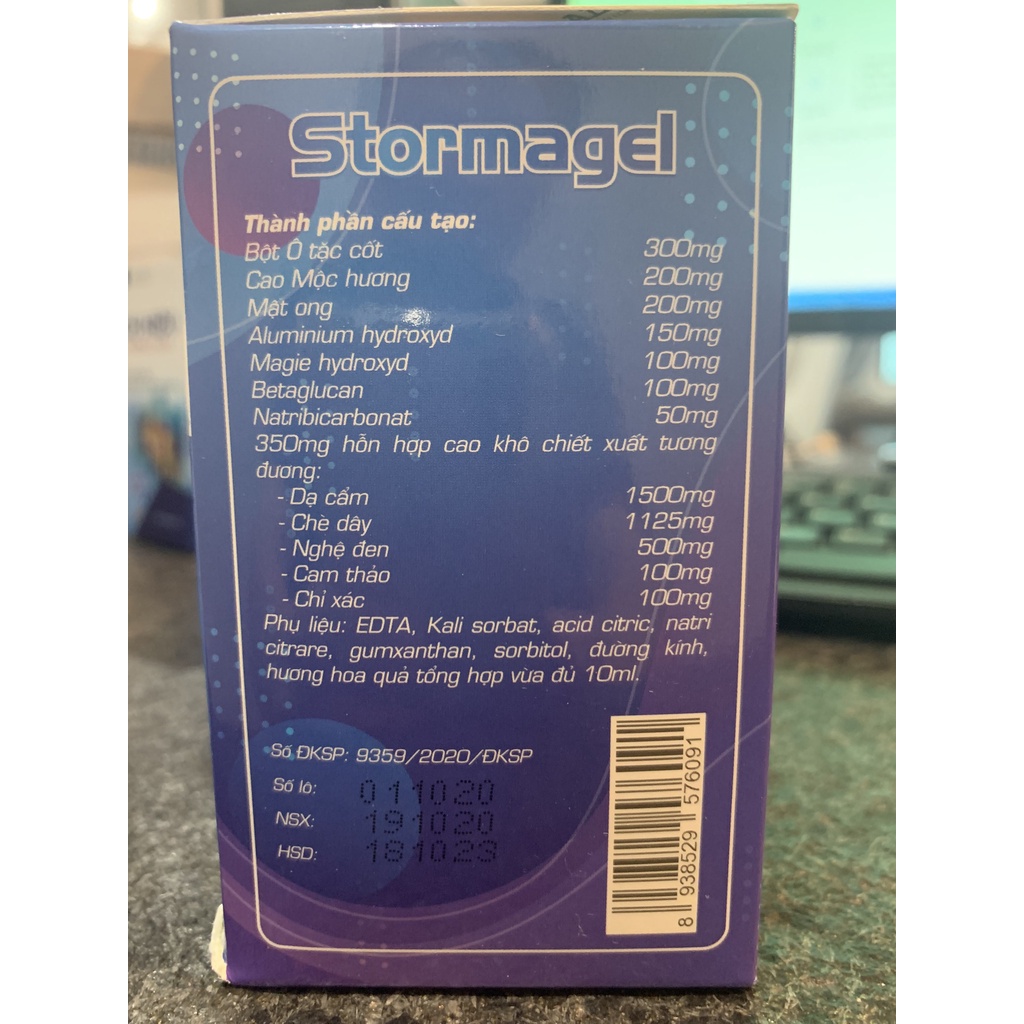 Stormagel
Thành phần cấu tạo:
Bột Ô tặc cốt 300mg
Cao Mộc hương 200mg
Mật ong 200mg
Aluminium hydroxyd 150mg
Magie hydroxyd 100mg
Betaglucan 100mg
Natribicarbonat 50mg
350mg hỗn hợp cao khô chiết xuất tương
đương:
- Dạ cẩm 1500mg
- Chè dây 1125mg
- Nghệ đen 500mg
- Cam thảo 100mg
- Chỉ xác 100mg
Phụ liệu: EDTA, Kali sorbat, acid citric, natri
citrare, gumxanthan, sorbitol, đường kính,
hương hoa quả tổng hợp vừa đủ 10ml.
Số ĐKSP: 9359/2020/ĐKSP
Số lô: 011020
NSX: 191020
HSD: 181023
8 938529 576091